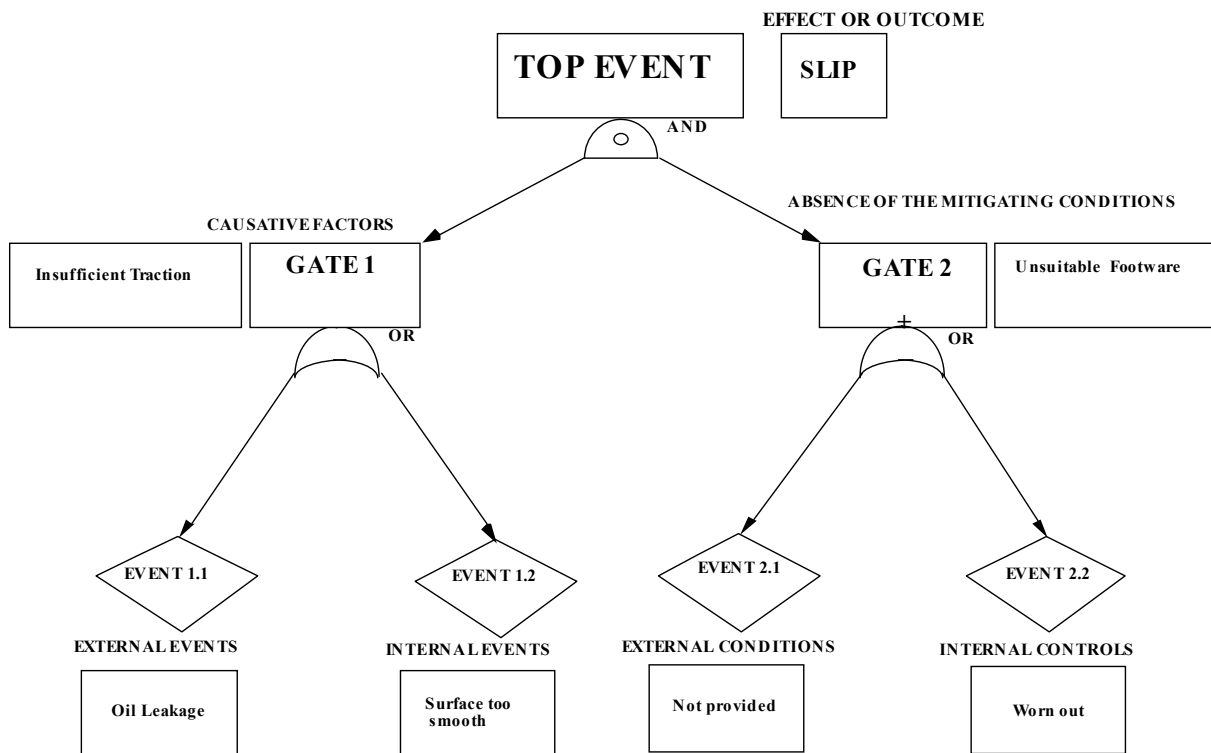 EFFECT OR OUTCOME
TOP EVENT
SLIP
AND
ABSENCE OF THE MITIGATING CONDITIONS
CAUSATIVE FACTORS
Insufficient Traction
GATE 1
GATE 2
Unsuitable Footware
+
OR
OR
EVENT 1.1
EVENT 1.2
EVENT 2.1
EVENT 2.2
EXTERNAL EVENTS
INTERNAL EVENTS
EXTERNAL CONDITIONS
INTERNAL CONTROLS
Oil Leakage
Surface too
smooth
Not provided
Worn out